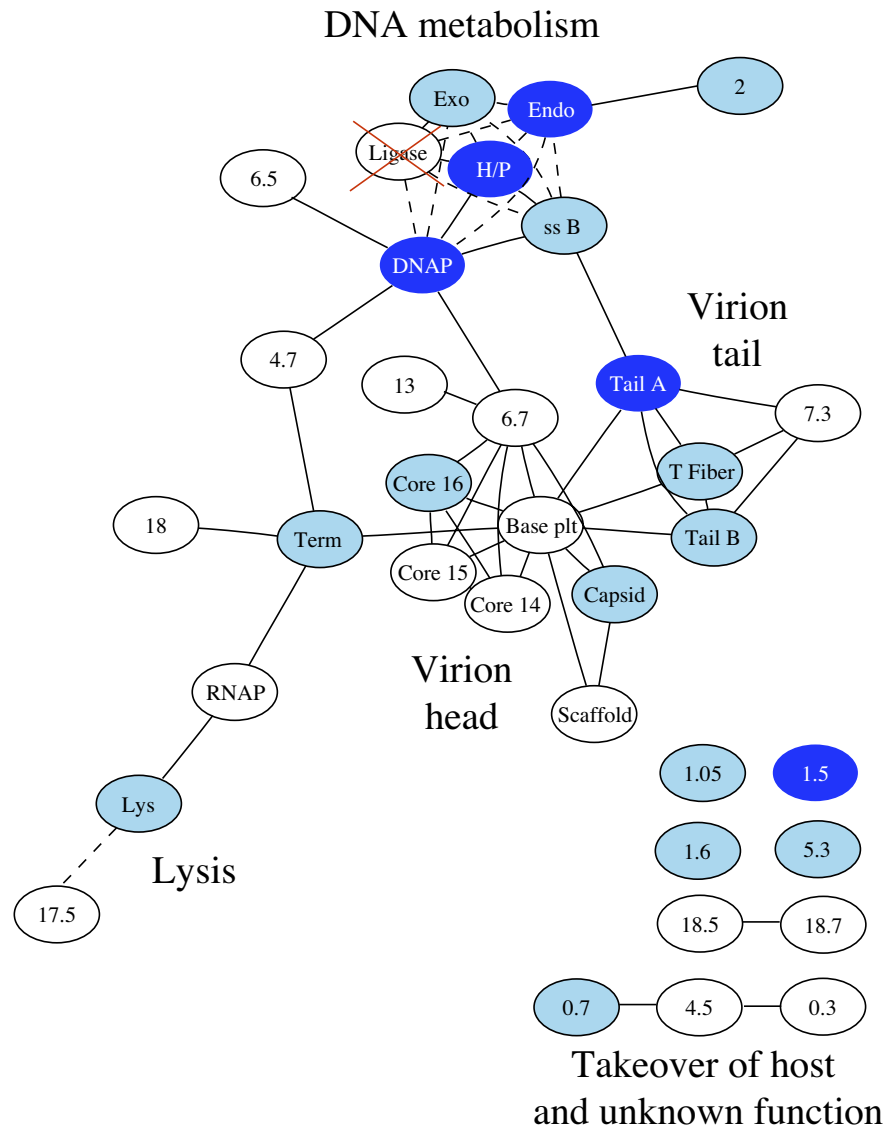 DNA metabolism
2
Exo
Endo
Ligase
H/P
6.5
ss B
DNAP
Virion
tail
4.7
13
Tail A
6.7
7.3
T Fiber
Core 16
18
Base plt
Term
Tail B
Core 15
Core 14
Capsid
Virion
head
RNAP
Scaffold
1.05
1.5
Lys
1.6
5.3
Lysis
17.5
18.5
18.7
0.7
4.5
0.3
Takeover of host
and unknown function